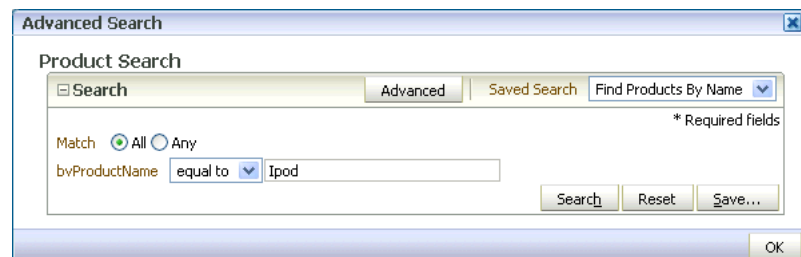 Advanced Search
Product Search
Search Advanced Saved Search Find Products By Name
* Required fields
Match All Any
bvProductName equal to Ipod
Search Reset Save...
OK